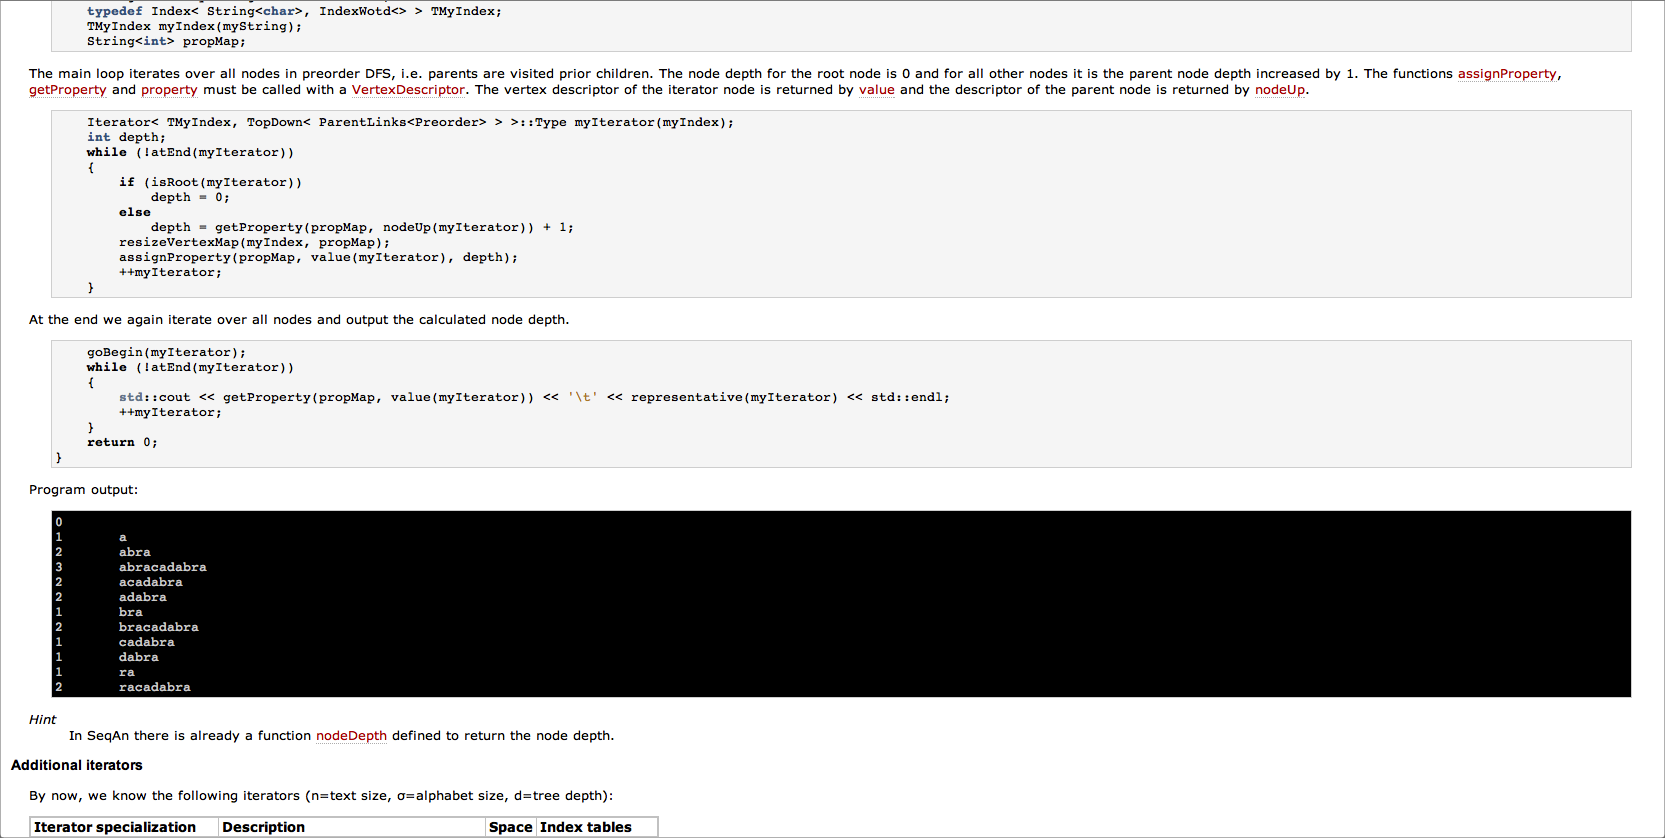 typedef Index< String<char>, IndexWotd<> > TMyIndex;
TMyIndex myIndex(myString);
String<int> propMap;
The main loop iterates over all nodes in preorder DFS, i.e. parents are visited prior children. The node depth for the root node is 0 and for all other nodes it is the parent node depth increased by 1. The functions assignProperty,
getProperty and property must be called with a VertexDescriptor. The vertex descriptor of the iterator node is returned by value and the descriptor of the parent node is returned by nodeUp.
Iterator< TMyIndex, TopDown< ParentLinks<Preorder> > >::Type myIterator(myIndex);
int depth;
while (!atEnd(myIterator))
{
if (isRoot(myIterator))
depth = 0;
else
depth = getProperty(propMap, nodeUp(myIterator)) + 1;
resizeVertexMap(myIndex, propMap);
assignProperty(propMap, value(myIterator), depth);
++myIterator;
}
At the end we again iterate over all nodes and output the calculated node depth.
goBegin(myIterator);
while (!atEnd(myIterator))
{
std::cout << getProperty(propMap, value(myIterator)) << '\t' << representative(myIterator) << std::endl;
++myIterator;
}
return 0;
}
Program output:
0
1 a
2 abra
3 abracadabra
2 acadabra
2 adabra
1 bra
2 bracadabra
1 cadabra
1 dabra
1 ra
2 racadabra
Hint
In SeqAn there is already a function nodeDepth defined to return the node depth.
Additional iterators
By now, we know the following iterators (n=text size, σ=alphabet size, d=tree depth):
Iterator specialization Description Space Index tables